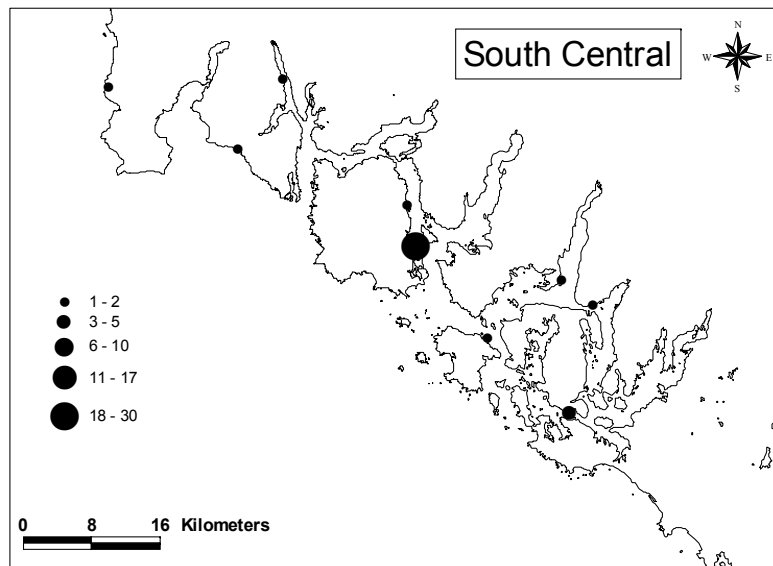 South Central
N
W E
S
1 - 2
3 - 5
6 - 10
11 - 17
18 - 30
0 8 16 Kilometers